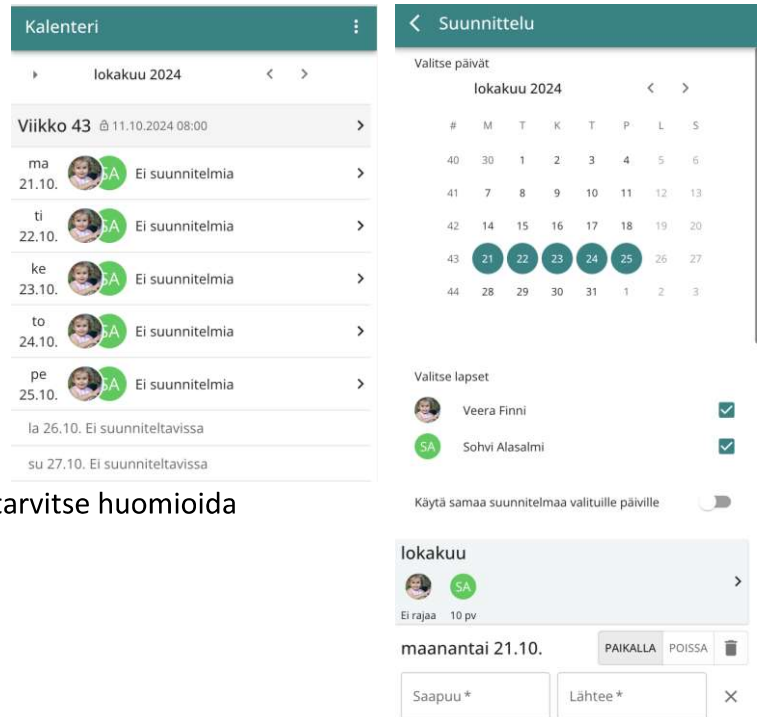 Kalenteri
lokakuu 2024
Viikko 43 11.10.2024 08:00
ma
21.10.
SA
Ei suunnitelmia
ti
22.10.
SA
Ei suunnitelmia
ke
23.10.
SA
Ei suunnitelmia
to
24.10.
SA
Ei suunnitelmia
pe
25.10.
SA
Ei suunnitelmia
la 26.10. Ei suunniteltavissa
su 27.10. Ei suunniteltavissa
tarvitse huomioida
Suunnittelu
Valitse päivät
lokakuu 2024
# M T K T P L S
40 30 1 2 3 4 5 6
41 7 8 9 10 11 12 13
42 14 15 16 17 18 19 20
43 21 22 23 24 25 26 27
44 28 29 30 31 1 2 3
Valitse lapset
Veera Finni
SA Sohvi Alasalmi
Käytä samaa suunnitelmaa valituille päiville
lokakuu
SA
Ei rajaa 10 pv
maanantai 21.10. PAIKALLA POISSA
Saapuu * Lähtee *